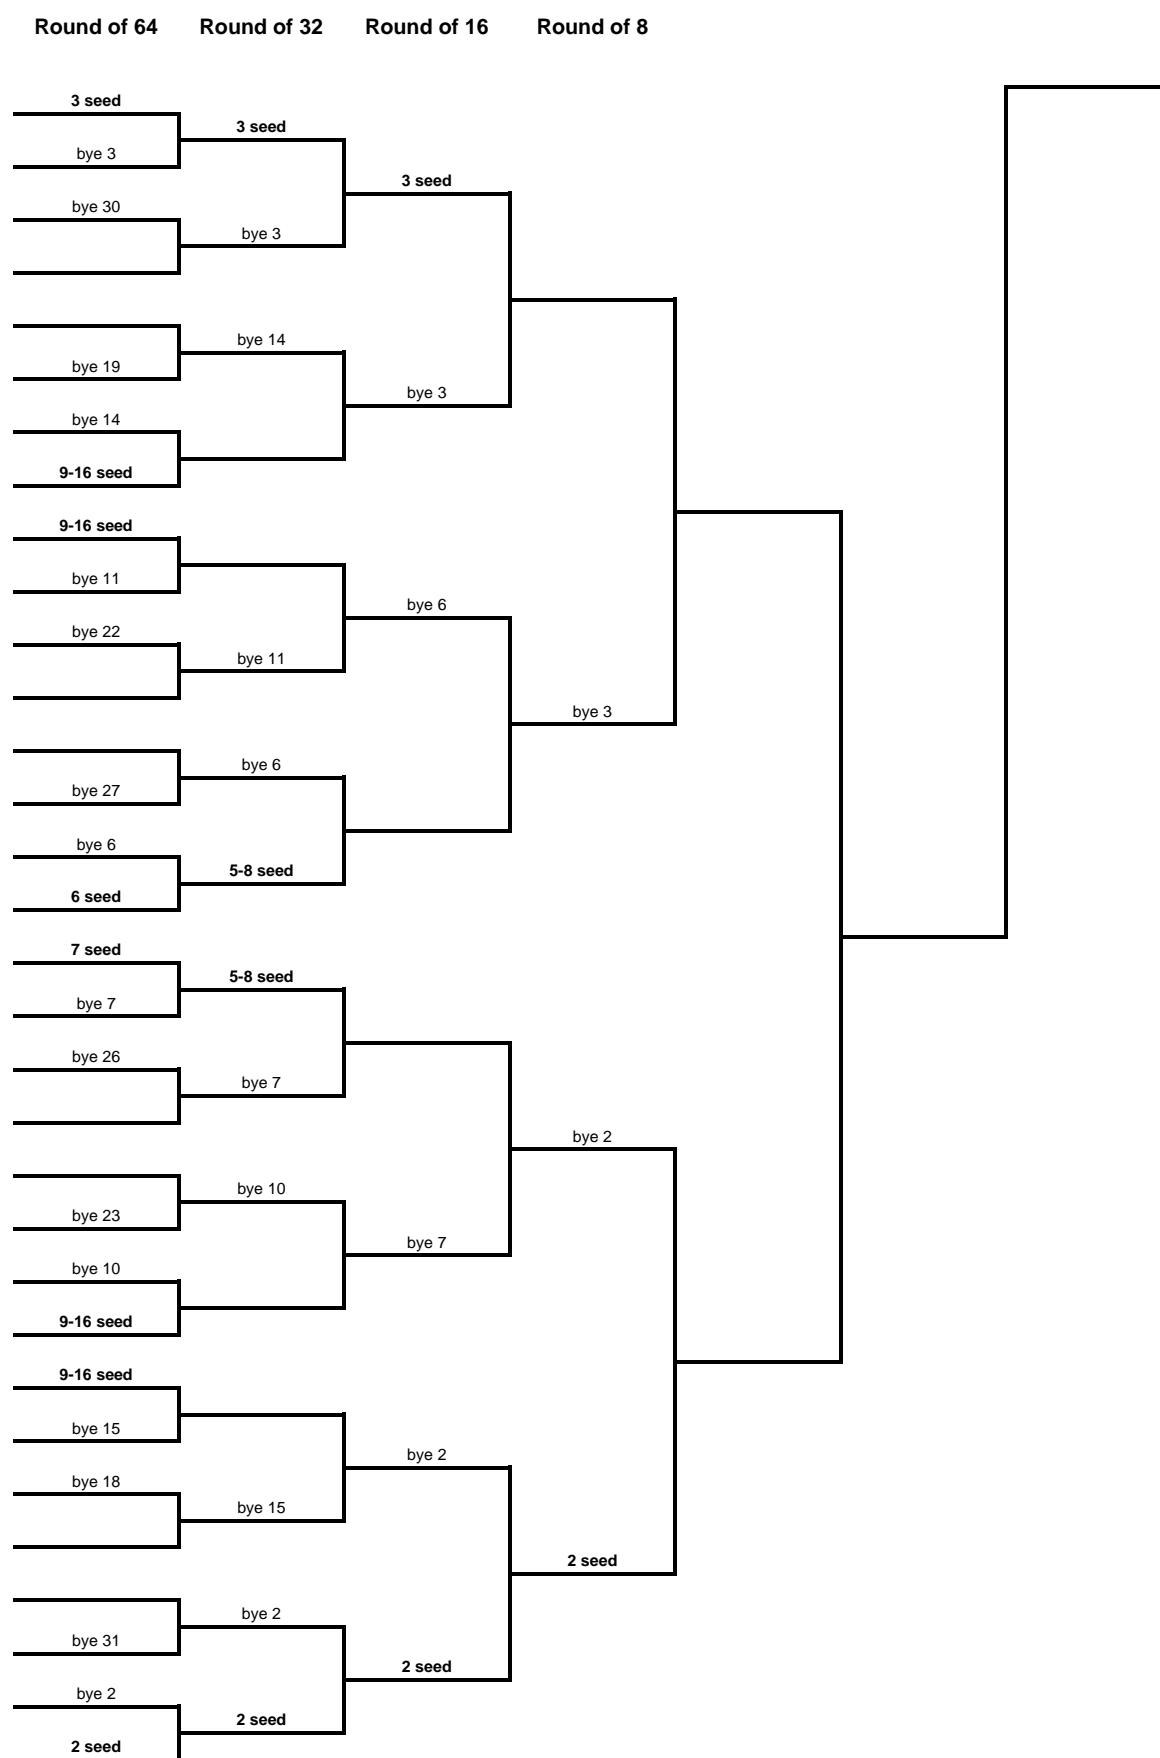 Round of 64 Round of 32 Round of 16 Round of 8
3 seed
3 seed
bye 3
3 seed
bye 30
bye 3
bye 14
bye 19
bye 3
bye 14
9-16 seed
9-16 seed
bye 11
bye 6
bye 22
bye 11
bye 3
bye 6
bye 27
bye 6
5-8 seed
6 seed
7 seed
5-8 seed
bye 7
bye 26
bye 7
bye 2
bye 10
bye 23
bye 7
bye 10
9-16 seed
9-16 seed
bye 15
bye 2
bye 18
bye 15
2 seed
bye 2
bye 31
2 seed
bye 2
2 seed
2 seed